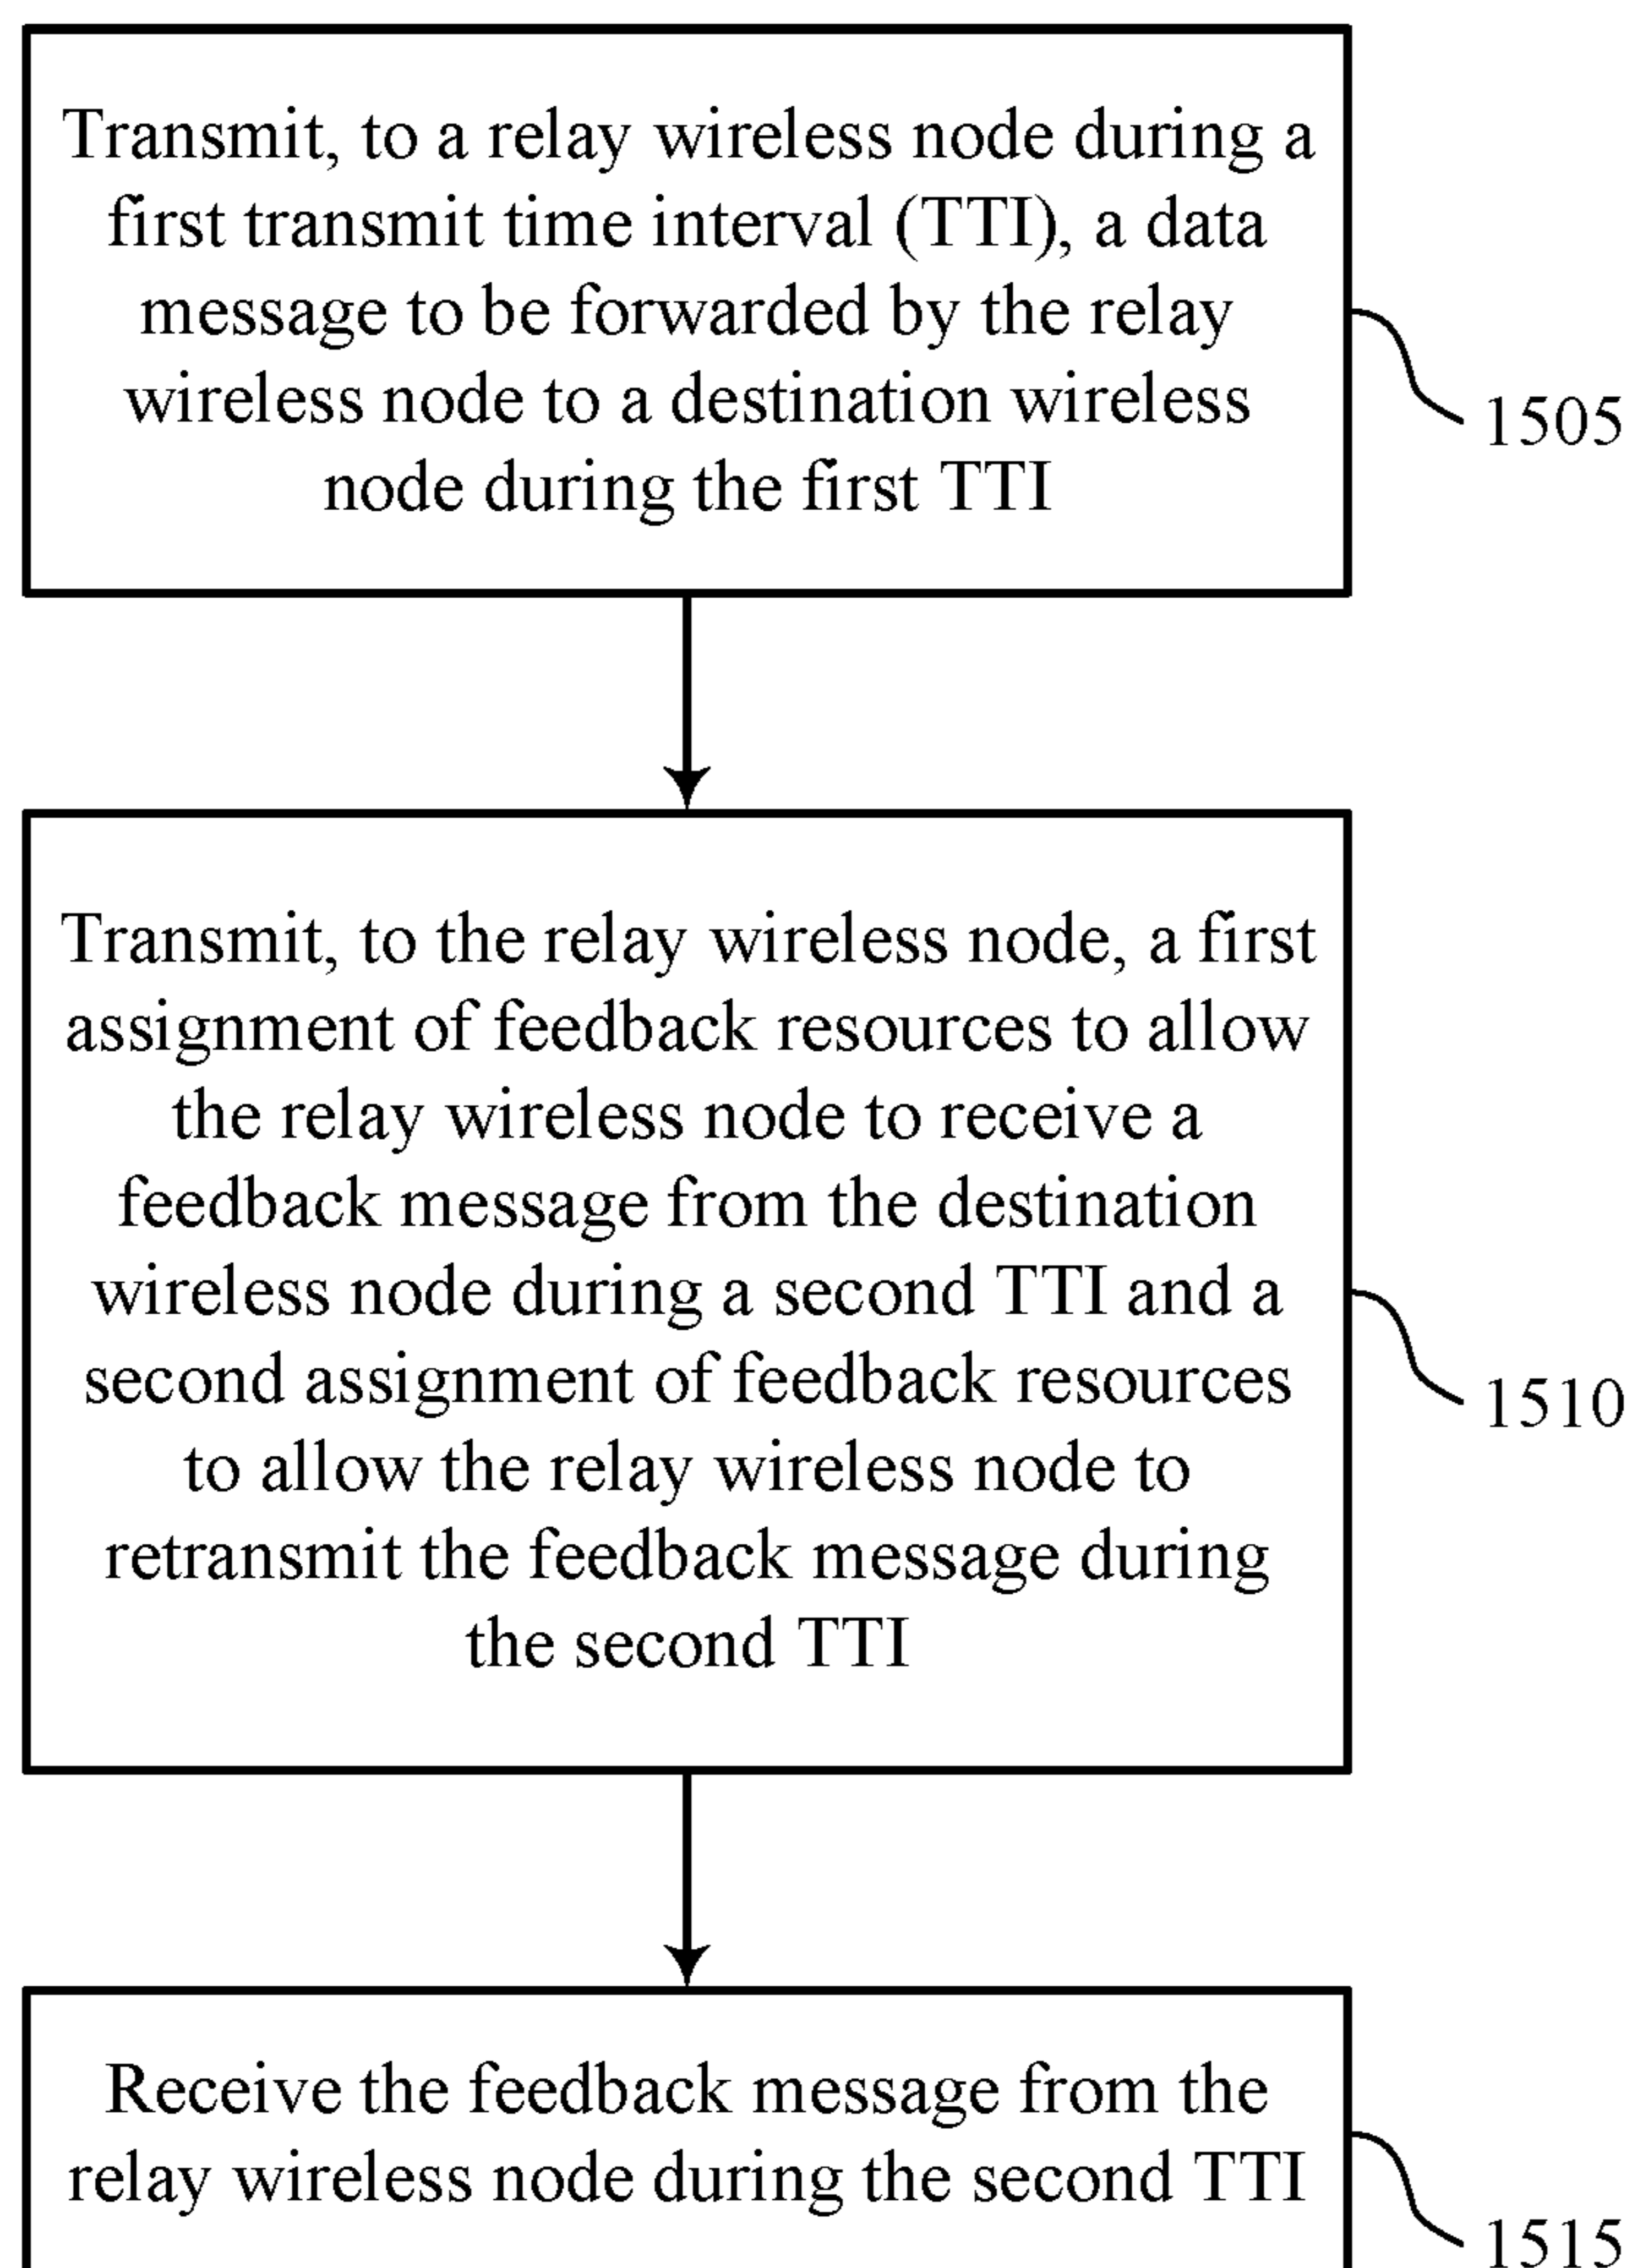 Transmit, to a relay wireless node during a
first transmit time interval (TTI), a data
message to be forwarded by the relay
wireless node to a destination wireless
node during the first TTI
1505
Transmit, to the relay wireless node, a first
assignment of feedback resources to allow
the relay wireless node to receive a
feedback message from the destination
wireless node during a second TTI and a
second assignment of feedback resources
to allow the relay wireless node to
retransmit the feedback message during
the second TTI
1510
Receive the feedback message from the
relay wireless node during the second TTI
1515